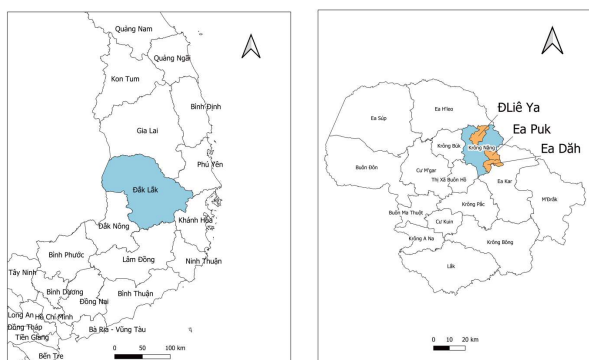 Quảng Nam
Quảng Ngãi
Kon Tum
Bình Định
Gia Lai
Phú Yên
Đắk Lắk
Khánh Hòa
Đắk Nông
Bình Phước
Lâm Đồng
Ninh Thuận
Tây Ninh
Bình Dương
Đồng Nai
Bình Thuận
Long An
Hồ Chí Minh
Đồng Tháp
Bà Rịa - Vũng Tàu
Tiền Giang
Bến Tre
0 50 100 km
ĐLiê Ya
Ea H'leo
Ea Súp
Ea Puk
Krông Búk
Krông Năng
Ea Dăh
Buôn Đôn
Cư M'gar
Thị Xã Buôn Hồ
Ea Kar
M'Đrắk
Krông Pắc
Buôn Ma Thuột
Cư Kuin
Krông A Na
Krông Bông
Lăk
0 10 20 km